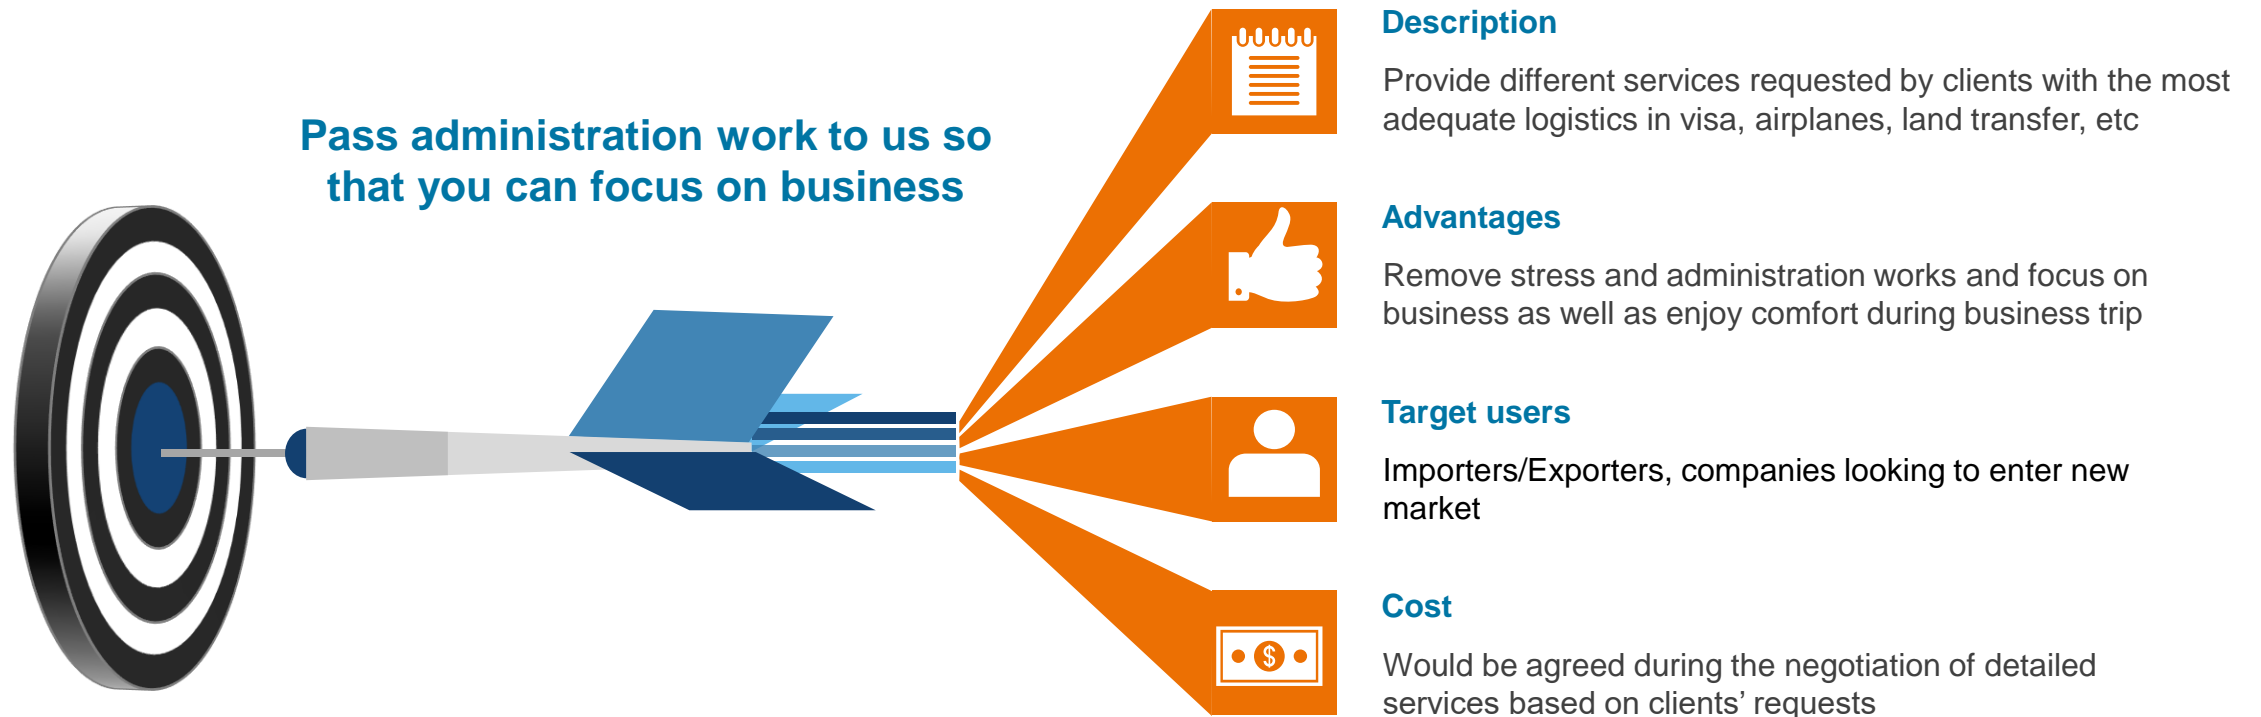 Pass administration work to us so
that you can focus on business
Description
Provide different services requested by clients with the most
adequate logistics in visa, airplanes, land transfer, etc
Advantages
Remove stress and administration works and focus on
business as well as enjoy comfort during business trip
Target users
Importers/Exporters, companies looking to enter new
market
Cost
$
Would be agreed during the negotiation of detailed
services based on clients’ requests